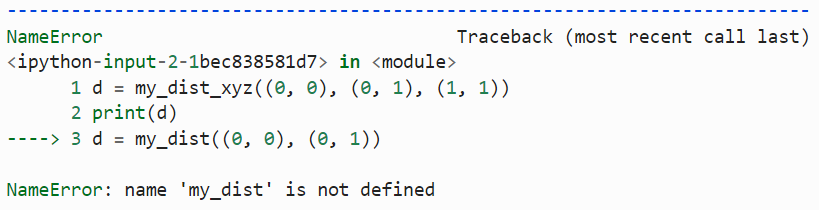 ---------------------------------------------------------------------------
NameError                                 Traceback (most recent call last)
<ipython-input-2-1bec838581d7> in <module>
      1 d = my_dist_xyz((0, 0), (0, 1), (1, 1))
      2 print(d)
----> 3 d = my_dist((0, 0), (0, 1))

NameError: name 'my_dist' is not defined